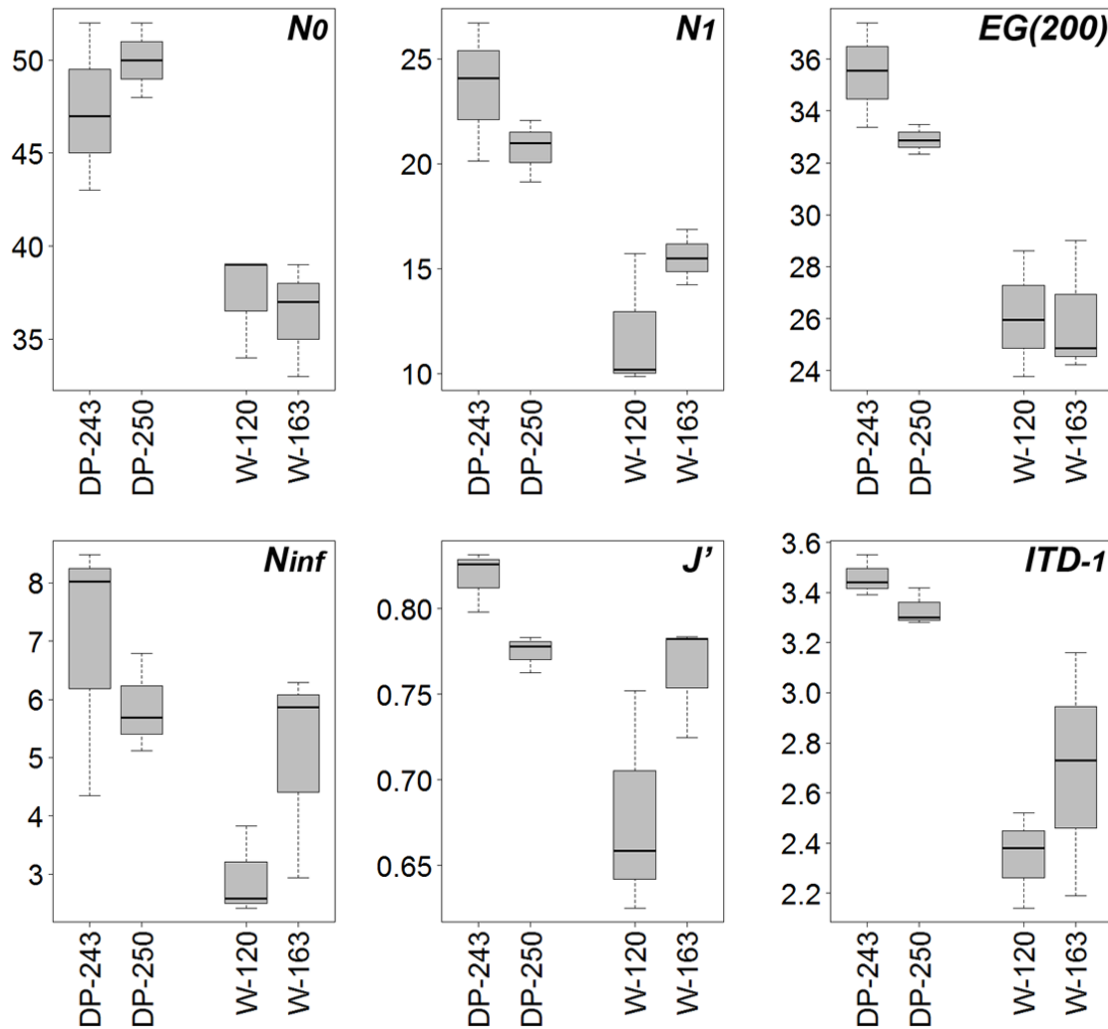 N0
50
45
40
35
DP-243
DP-250
W-120
W-163
N1
25
20
15
10
DP-243
DP-250
W-120
W-163
EG(200)
36
34
32
30
28
26
24
DP-243
DP-250
W-120
W-163
Ninf
8
7
6
5
4
3
DP-243
DP-250
W-120
W-163
J’
0.80
0.75
0.70
0.65
DP-243
DP-250
W-120
W-163
ITD-1
3.6
3.4
3.2
3.0
2.8
2.6
2.4
2.2
DP-243
DP-250
W-120
W-163